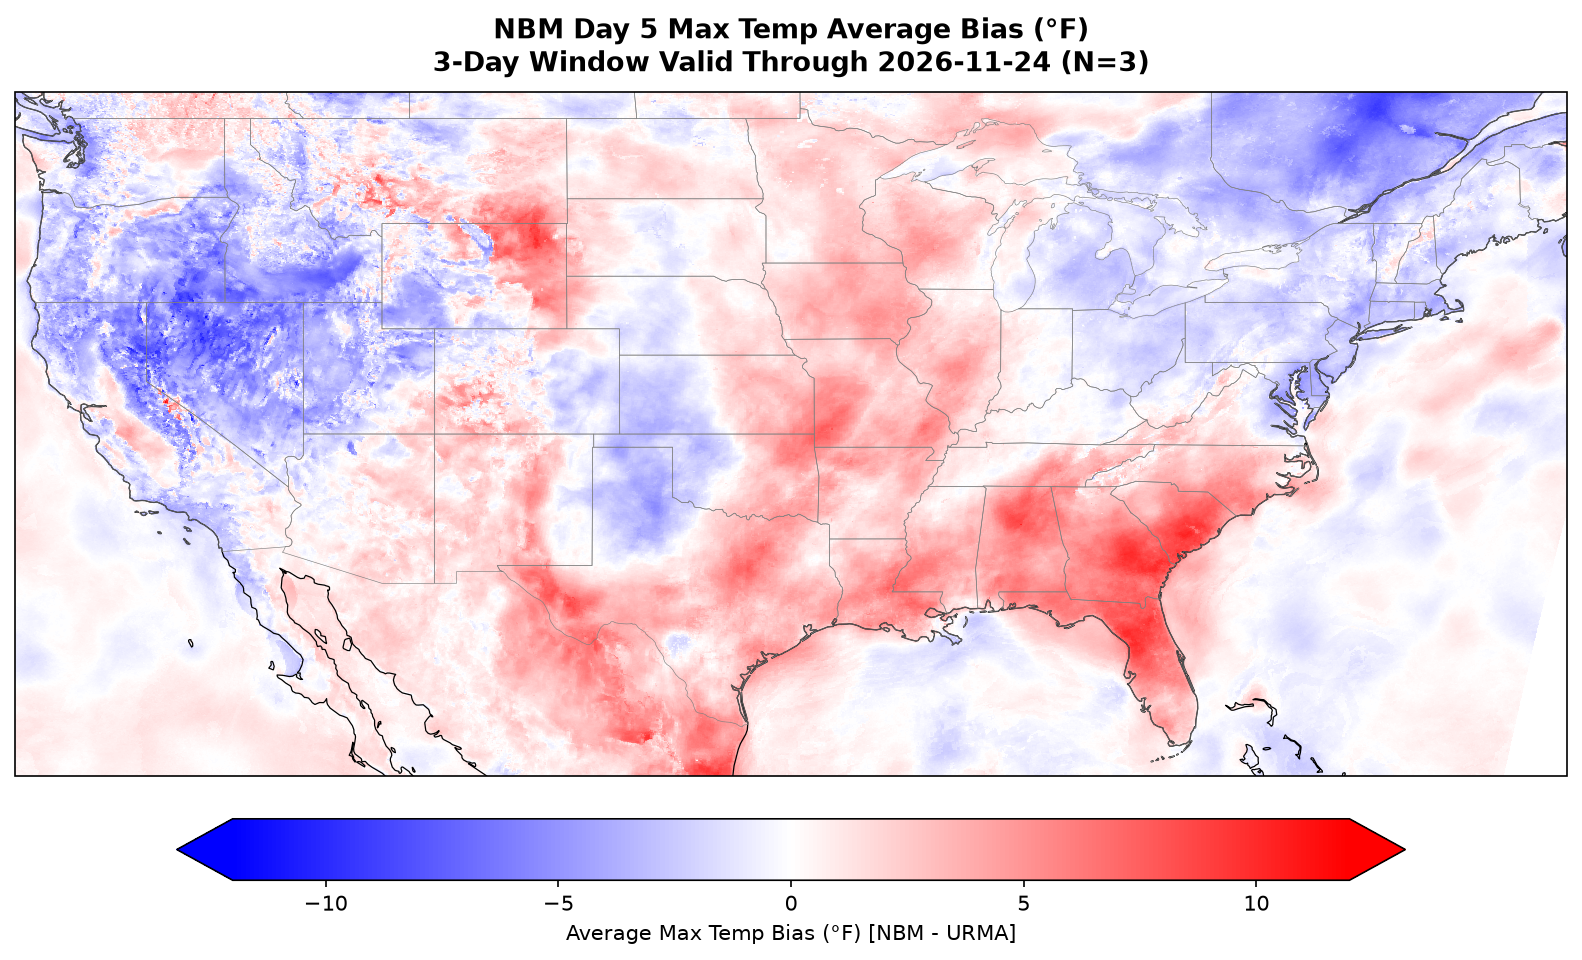 NBM Day 5 Max Temp Average Bias (°F)
3-Day Window Valid Through 2026-11-24 (N=3)
−10 −5 0 5 10
Average Max Temp Bias (°F) [NBM - URMA]